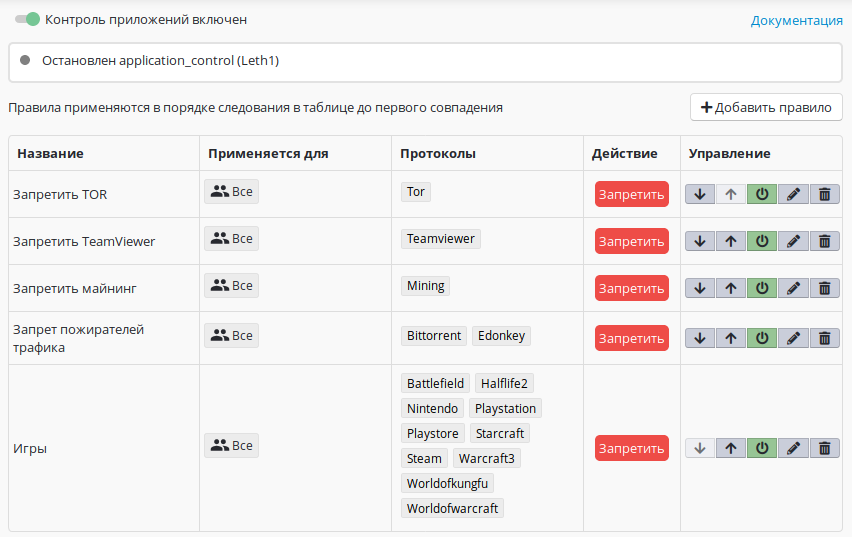 Контроль приложений включен
Документация
Остановлен application_control (Leth1)
Правила применяются в порядке следования в таблице до первого совпадения
Добавить правило
Название Применяется для Протоколы Действие Управление
Запретить TOR Все Tor Запретить
Запретить TeamViewer Все Teamviewer Запретить
Запретить майнинг Все Mining Запретить
Запрет пожирателей
трафика
Все Bittorrent Edonkey Запретить
Игры Все
Battlefield Halflife2
Nintendo Playstation
Playstore Starcraft
Steam Warcraft3
Worldofkungfu
Worldofwarcraft
Запретить